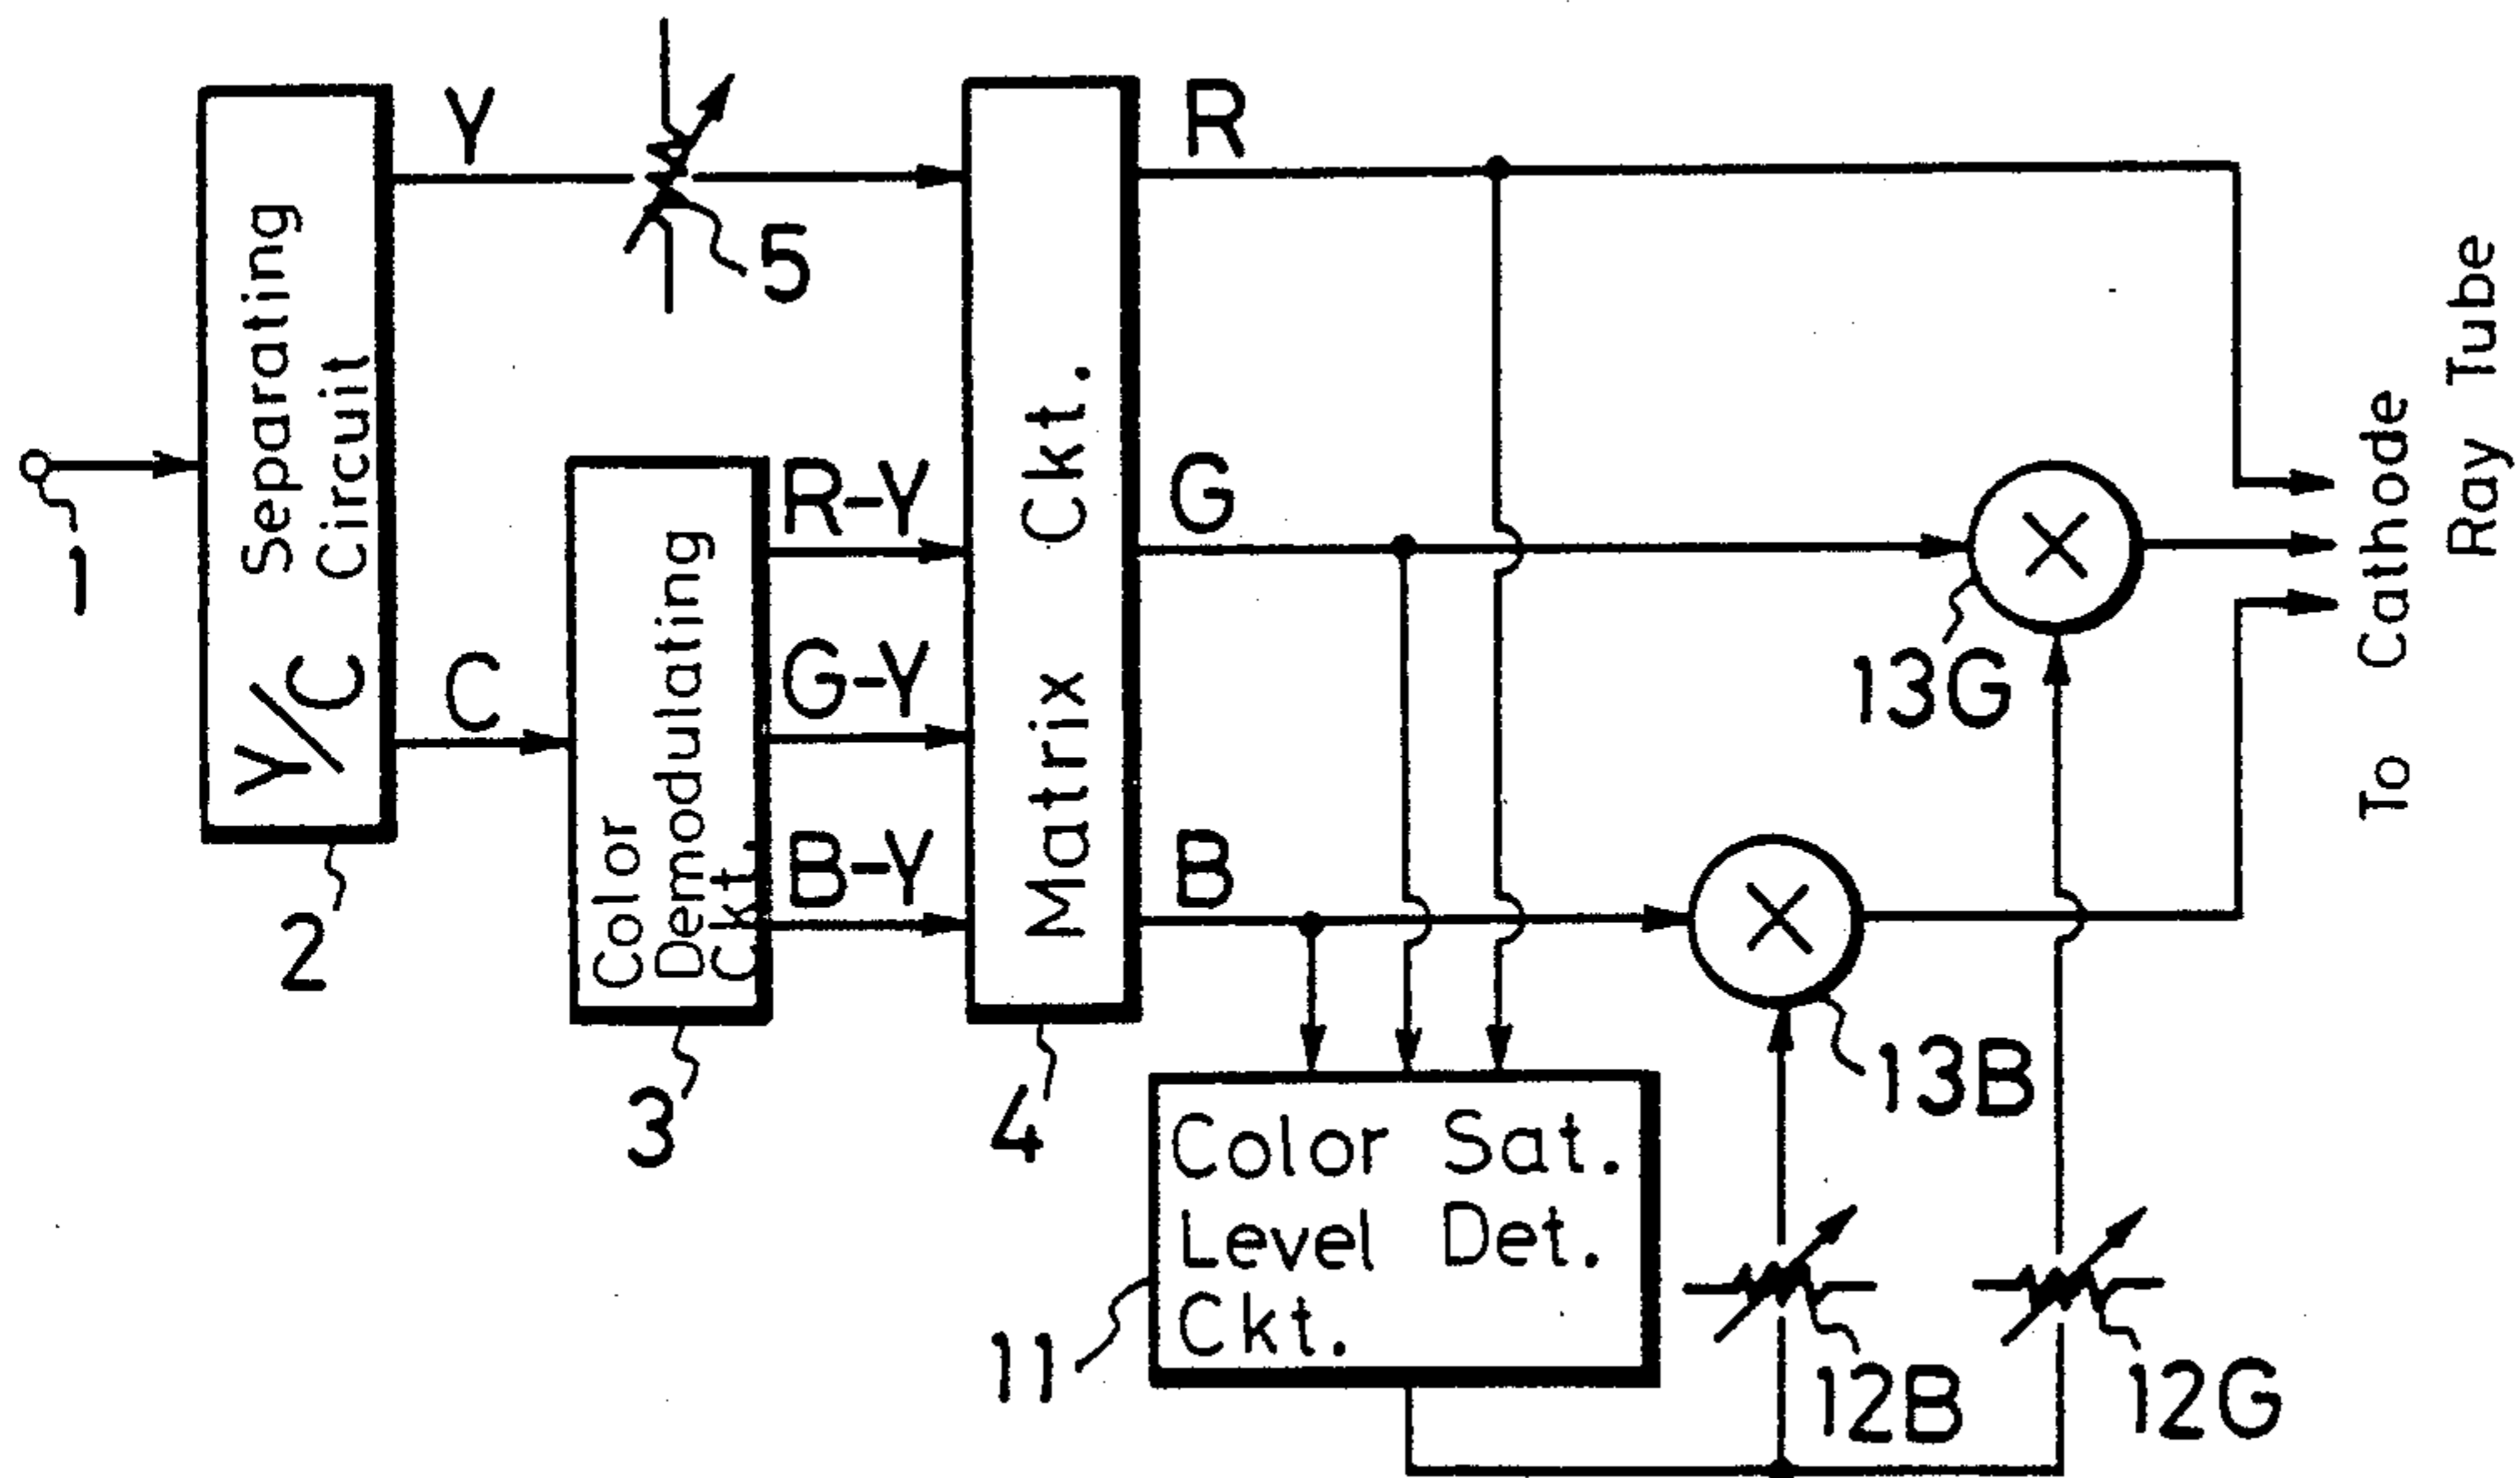 Y/C Separating
Circuit
1
2
Y
5
C
Color
Demodulating
Ckt.
3
R-Y
G-Y
B-Y
Matrix Ckt.
4
R
G
B
Color Sat.
Level Det.
Ckt.
11
13G
13B
12B
12G
To Cathode
Ray Tube